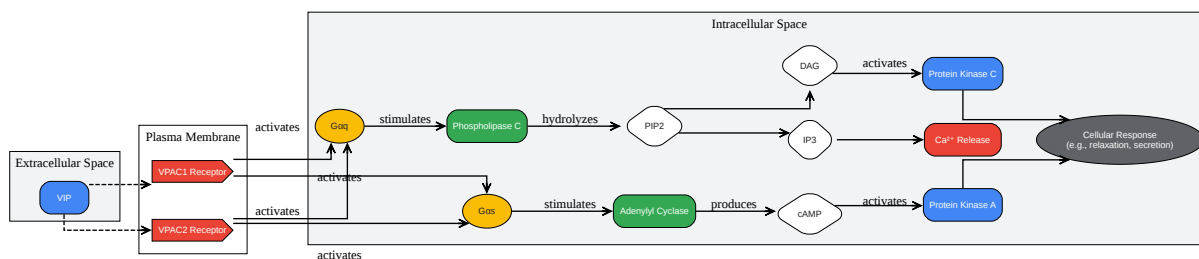 Intracellular Space
DAG
activates
Protein Kinase C
activates
Gαq
stimulates
Phospholipase C
hydrolyzes
PIP2
IP3
Ca²⁺ Release
Cellular Response
(e.g., relaxation, secretion)
Plasma Membrane
Extracellular Space
VPAC1 Receptor
activates
VIP
activates
Gαs
stimulates
Adenylyl Cyclase
produces
cAMP
activates
Protein Kinase A
VPAC2 Receptor
activates